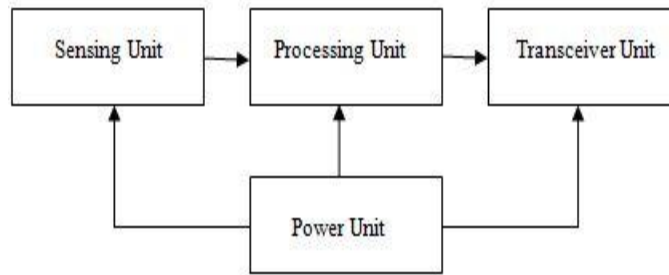 Sensing Unit
Processing Unit
Transceiver Unit
Power Unit